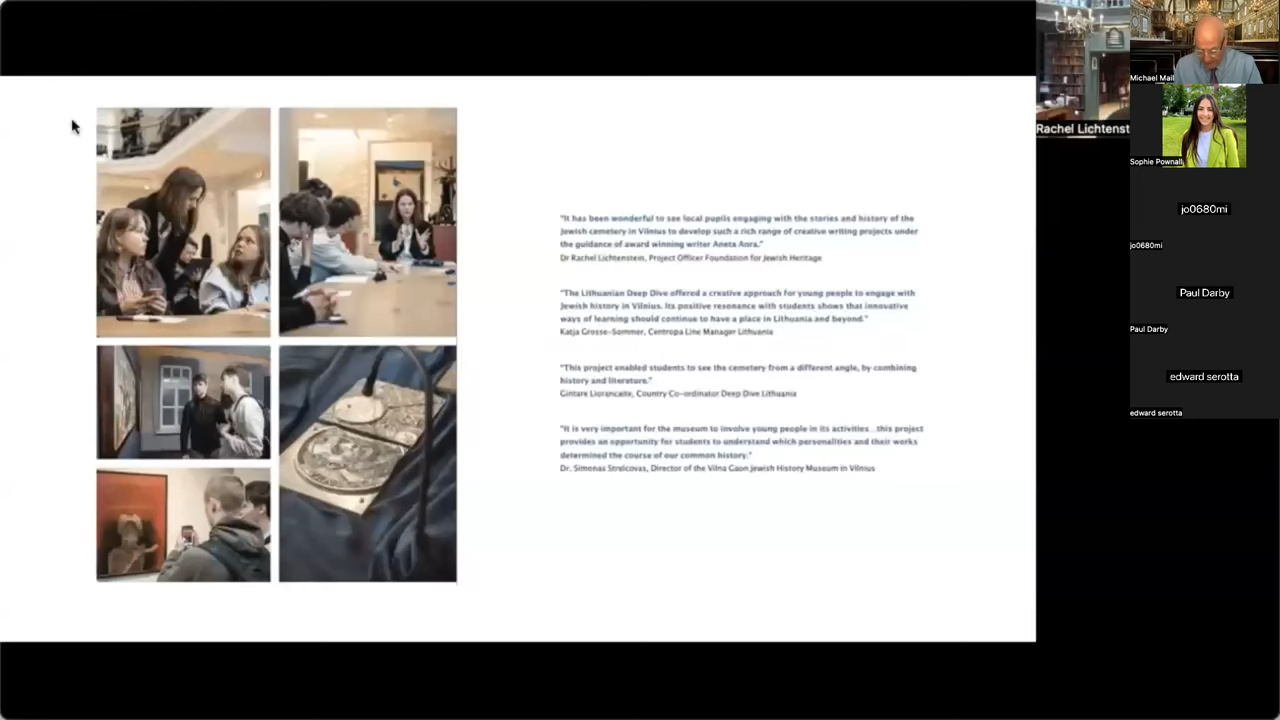 "It has been wonderful to see local pupils engaging with the stories and history of the
Jewish cemetery in Vilnius to develop such a rich range of creative writing projects under
the guidance of award winning writer Aneta Anra."
Dr Rachel Lichtenstein, Project Officer Foundation for Jewish Heritage
"The Lithuanian Deep Dive offered a creative approach for young people to engage with
Jewish history in Vilnius. Its positive resonance with students shows that innovative
ways of learning should continue to have a place in Lithuania and beyond."
Katja Grosse-Sommer, Centropa Line Manager Lithuania
"This project enabled students to see the cemetery from a different angle, by combining
history and literature."
Gintare Liorancaite, Country Co-ordinator Deep Dive Lithuania
"It is very important for the museum to involve young people in its activities...this project
provides an opportunity for students to understand which personalities and their works
determined the course of our common history."
Dr. Simonas Strelcovas, Director of the Vilna Gaon Jewish History Museum in Vilnius
Rachel Lichtenst
Michael Mail
Sophie Pownall
jo0680mi
jo0680mi
Paul Darby
Paul Darby
edward serotta
edward serotta